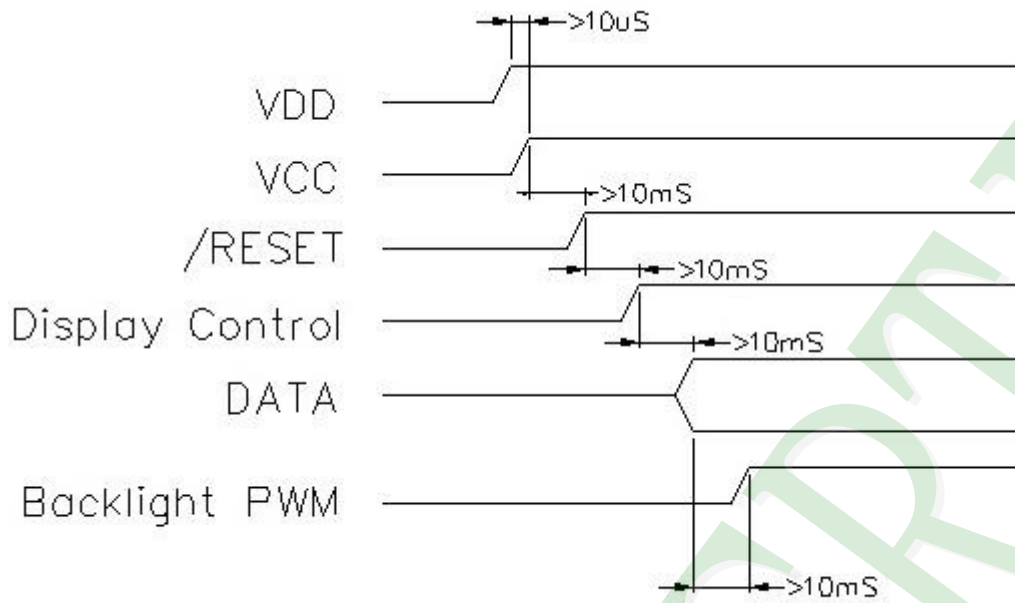 >10uS
VDD
VCC
>10mS
/RESET
>10mS
Display Control
>10mS
DATA
Backlight PWM
>10mS